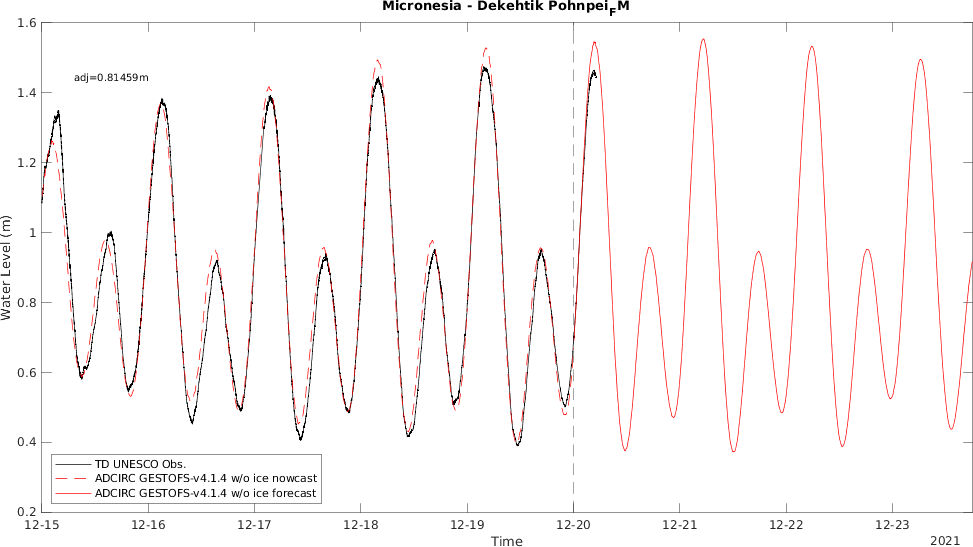 Micronesia - Dekehtik Pohnpei_FM
adj=0.81459m
1.6
1.4
1.2
1
0.8
0.6
0.4
0.2
Water Level (m)
TD UNESCO Obs.
ADCIRC GESTOFS-v4.1.4 w/o ice nowcast
ADCIRC GESTOFS-v4.1.4 w/o ice forecast
12-15 12-16 12-17 12-18 12-19 12-20 12-21 12-22 12-23
Time
2021